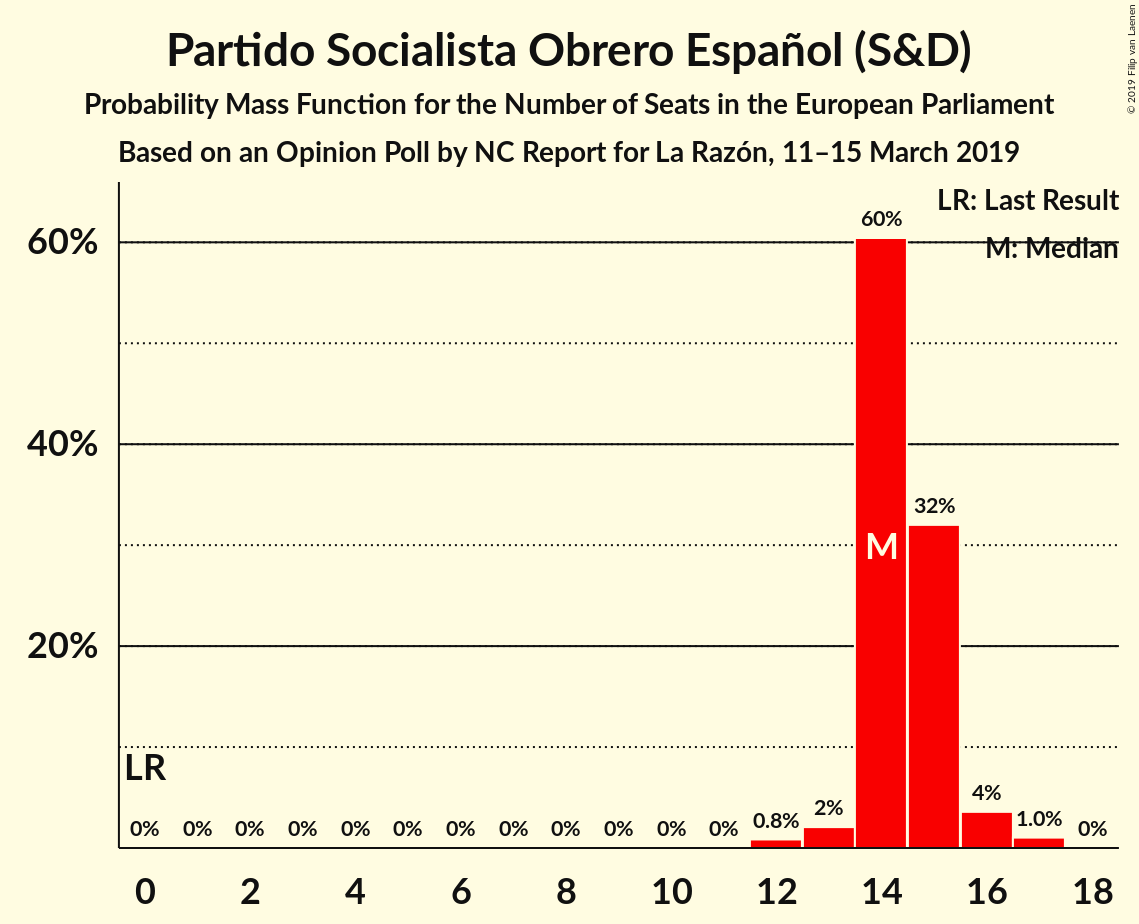 Partido Socialista Obrero Español (S&D)
Probability Mass Function for the Number of Seats in the European Parliament
Based on an Opinion Poll by NC Report for La Razón, 11–15 March 2019
© 2019 Filip van Laenen
LR: Last Result
M: Median
60%
40%
20%
60%
32%
M
LR
0% 0% 0% 0% 0% 0% 0% 0% 0% 0% 0% 0% 0.8% 2% 4% 1.0% 0%
0 2 4 6 8 10 12 14 16 18